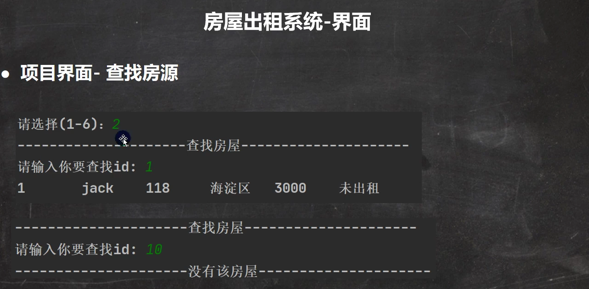 房屋出租系统-界面
● 项目界面- 查找房源
请选择(1-6): 2
---------------------查找房屋---------------------
请输入你要查找id: 1
1 jack 118 海淀区 3000 未出租
---------------------查找房屋---------------------
请输入你要查找id: 10
---------------------没有该房屋---------------------